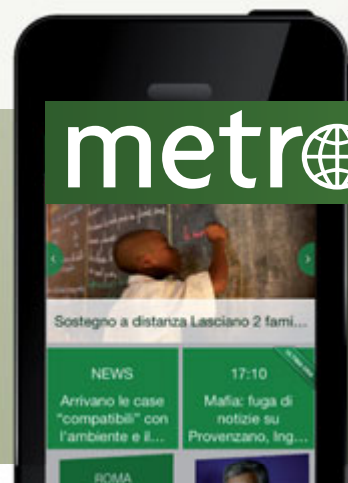 metro
Sostegno a distanza Lasciano 2 fami...
NEWS
Arrivano le case
"compatibili" con
l'ambiente e il...
17:10
Mafia: fuga di
notizie su
Provenzano, Ing...
ROMA